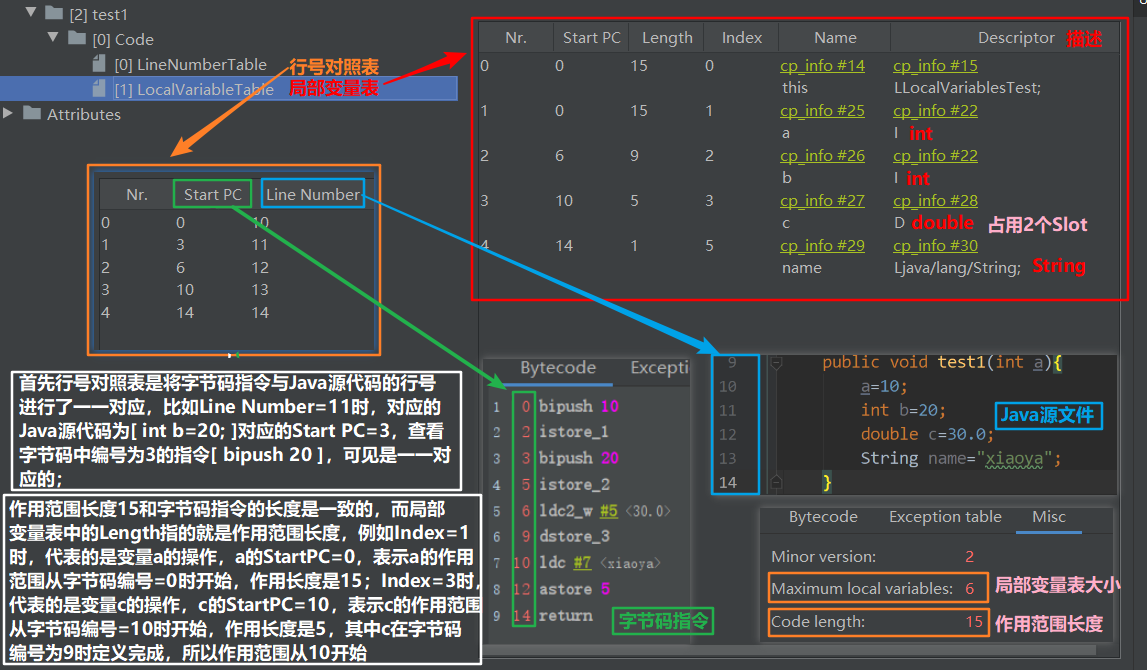 [2] test1
[0] Code
[0] LineNumberTable
[1] LocalVariableTable
Attributes
行号对照表
局部变量表
Nr. Start PC Length Index Name Descriptor 描述
0 0 15 0 cp_info #14 cp_info #15
this LLocalVariablesTest;
1 0 15 1 cp_info #25 cp_info #22
a I int
2 6 9 2 cp_info #26 cp_info #22
b I int
3 10 5 3 cp_info #27 cp_info #28
c D double 占用2个Slot
4 14 1 5 cp_info #29 cp_info #30
name Ljava/lang/String; String
Nr. Start PC Line Number
0 0 10
1 3 11
2 6 12
3 10 13
4 14 14
首先行号对照表是将字节码指令与Java源代码的行号
进行了一一对应，比如Line Number=11时，对应的
Java源代码为[ int b=20; ]对应的Start PC=3，查看
字节码中编号为3的指令[ bipush 20 ]，可见是一一对
应的;
作用范围长度15和字节码指令的长度是一致的，而局部
变量表中的Length指的就是作用范围长度，例如Index=1
时，代表的是变量a的操作，a的StartPC=0，表示a的作用
范围从字节码编号=0时开始，作用长度是15；Index=3时，
代表的是变量c的操作，c的StartPC=10，表示c的作用范围
从字节码编号=10时开始，作用长度是5，其中c在字节码
编号为9时定义完成，所以作用范围从10开始
Bytecode Excepti
1 0 bipush 10
2 2 istore_1
3 3 bipush 20
4 5 istore_2
5 6 ldc2_w #5 <30.0>
6 9 dstore_3
7 10 ldc #7 <xiaoya>
8 12 astore 5
9 14 return
字节码指令
9 public void test1(int a){
10 a=10;
11 int b=20;
12 double c=30.0;
13 String name="xiaoya";
14 }
Java源文件
Bytecode Exception table Misc
Minor version: 2
Maximum local variables: 6 局部变量表大小
Code length: 15 作用范围长度